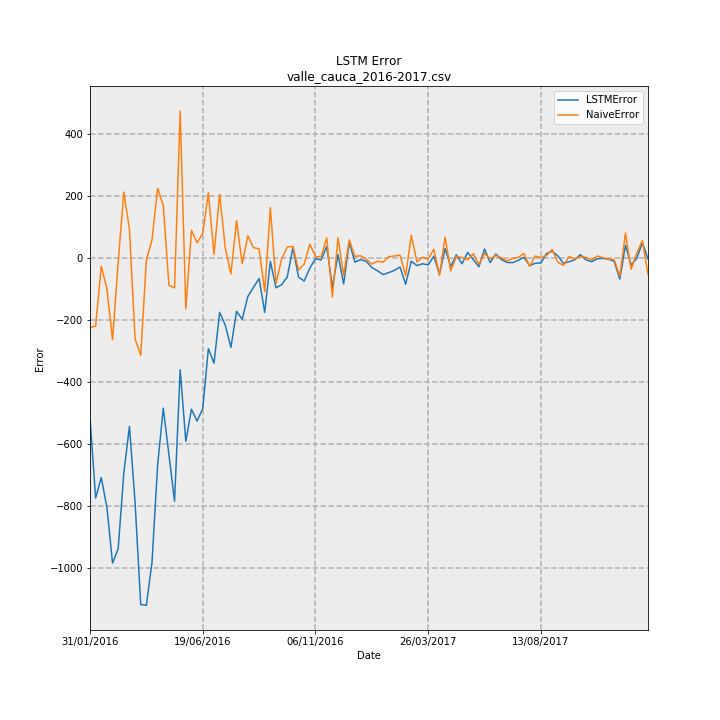 LSTM Error
valle_cauca_2016-2017.csv
LSTMError
NaiveError
400
200
0
−200
−400
−600
−800
−1000
Error
31/01/2016
19/06/2016
06/11/2016
26/03/2017
13/08/2017
Date